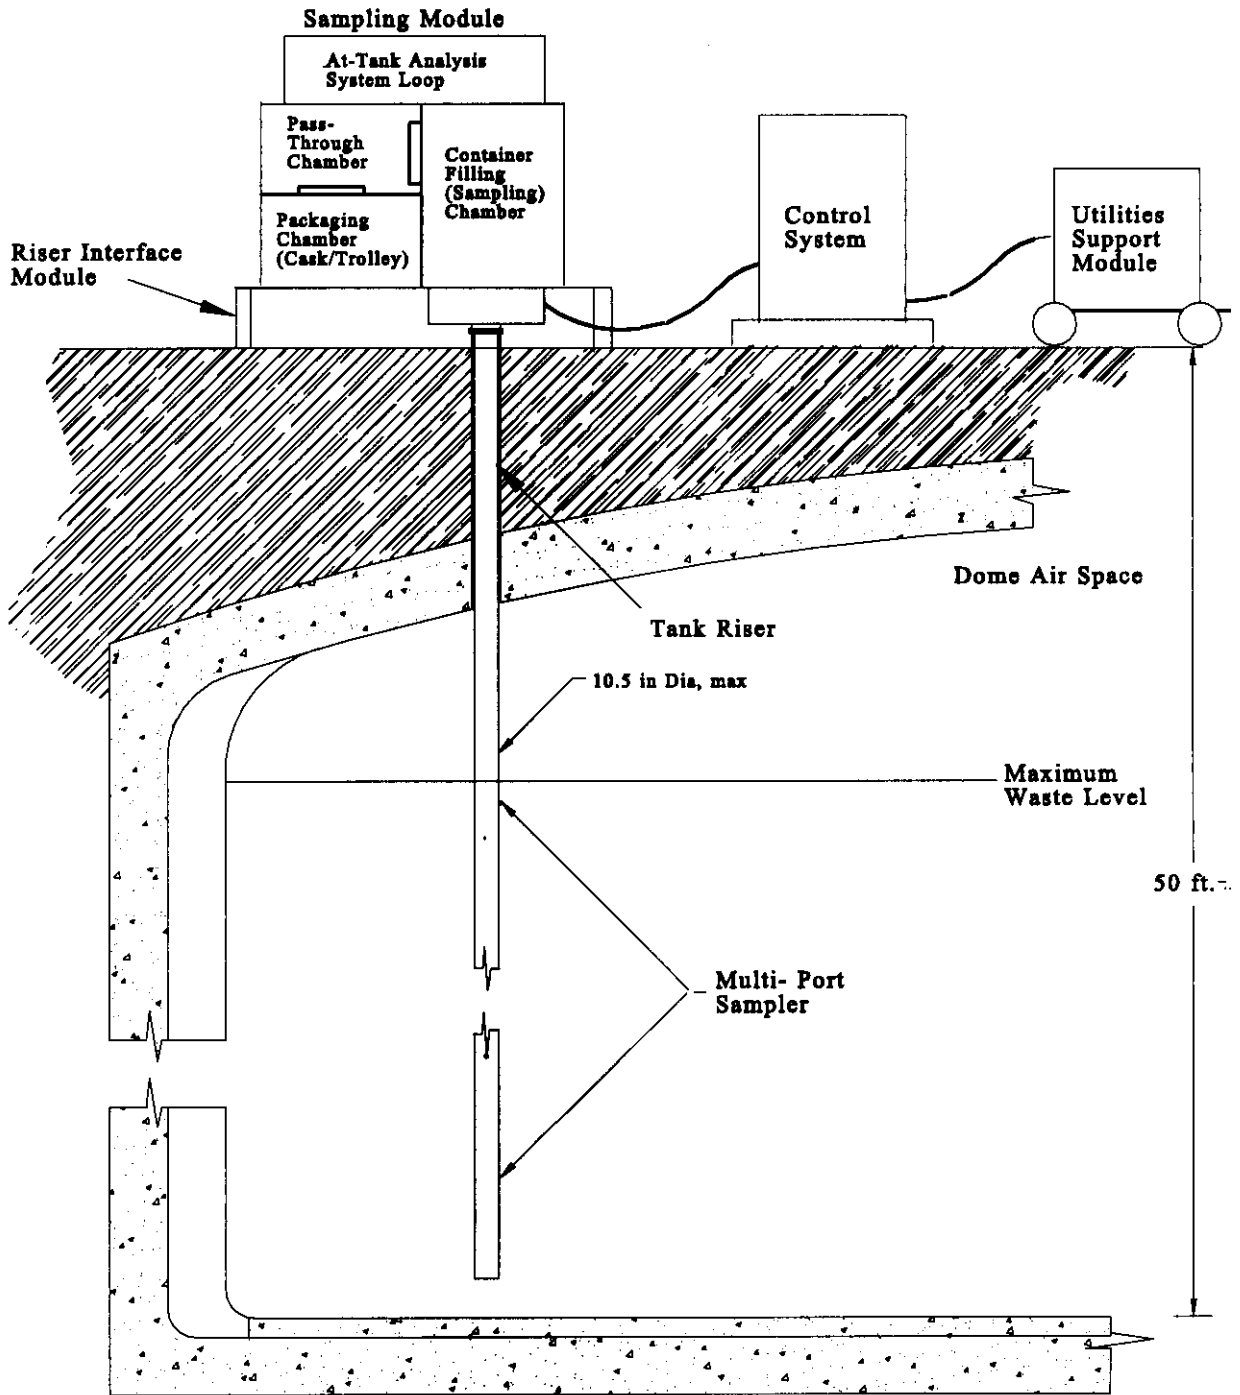 Sampling Module
At-Tank Analysis
System Loop
Pass-
Through
Chamber
Container
Filling
(Sampling)
Chamber
Packaging
Chamber
(Cask/Trolley)
Riser Interface
Module
Control
System
Utilities
Support
Module
Dome Air Space
Tank Riser
10.5 in Dia, max
Maximum
Waste Level
50 ft.
Multi- Port
Sampler